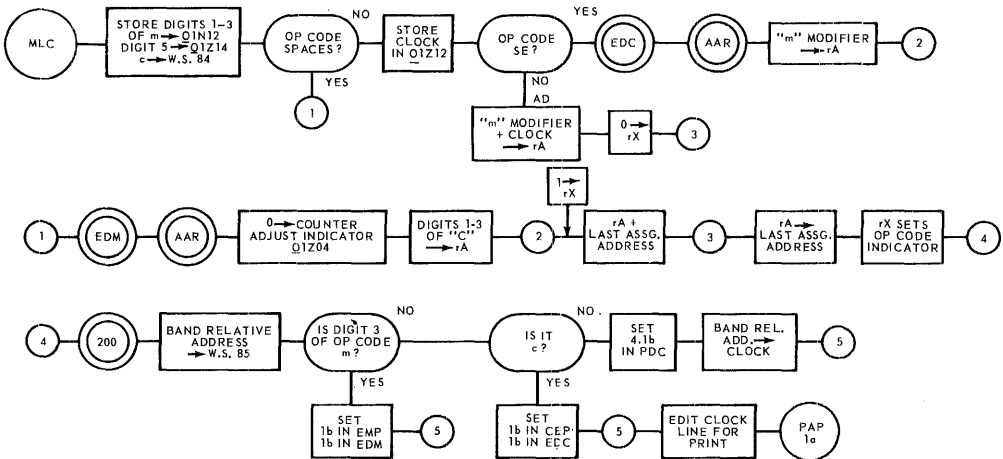 MLC
STORE DIGITS 1-3
OF m → O1N12
DIGIT 5 → O1Z14
c → W.S. 84
OP CODE
SPACES?
NO
YES
1
STORE
CLOCK
IN O1Z12
OP CODE
SE?
YES
NO
AD
EDC
AAR
"m" MODIFIER
→ rA
2
"m" MODIFIER
+ CLOCK
→ rA
0 →
rX
3
1
EDM
AAR
0 → COUNTER
ADJUST INDICATOR
O1Z04
DIGITS 1-3
OF "C"
→ rA
2
1 →
rX
rA +
LAST ASSG.
ADDRESS
3
rA →
LAST ASSG.
ADDRESS
rX SETS
OP CODE
INDICATOR
4
4
200
BAND RELATIVE
ADDRESS
→ W.S. 85
IS DIGIT 3
OF OP CODE
m?
NO
YES
SET
1b IN EMP
1b IN EDM
5
IS IT
c?
NO.
YES
SET
4.1b
IN PDC
BAND REL.
ADD. →
CLOCK
5
SET
1b IN CEP
1b IN EDC
5
EDIT CLOCK
LINE FOR
PRINT
PAP
1a